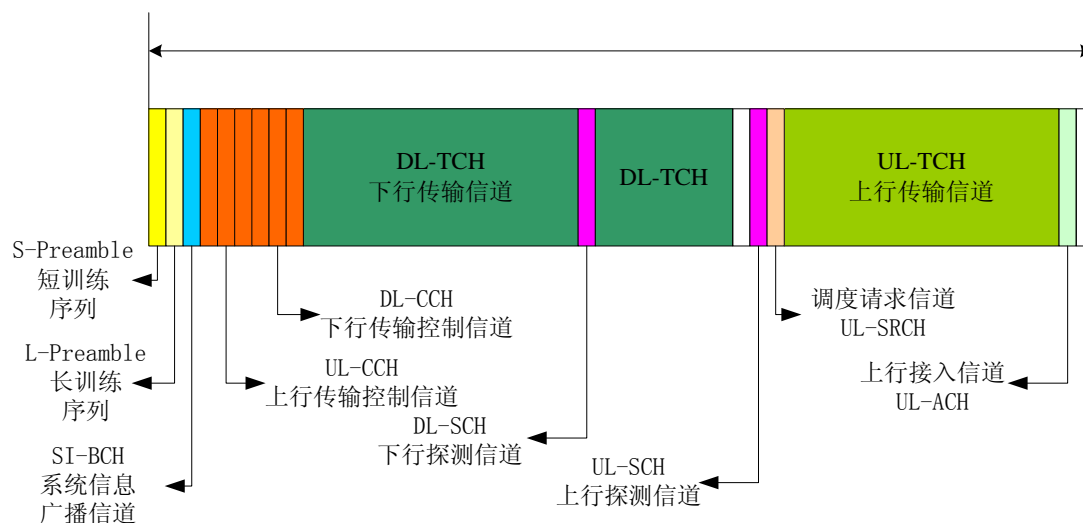 DL-TCH
下行传输信道
DL-TCH
UL-TCH
上行传输信道
S-Preamble
短训练
序列
L-Preamble
长训练
序列
SI-BCH
系统信息
广播信道
DL-CCH
下行传输控制信道
UL-CCH
上行传输控制信道
DL-SCH
下行探测信道
UL-SCH
上行探测信道
调度请求信道
UL-SRCH
上行接入信道
UL-ACH